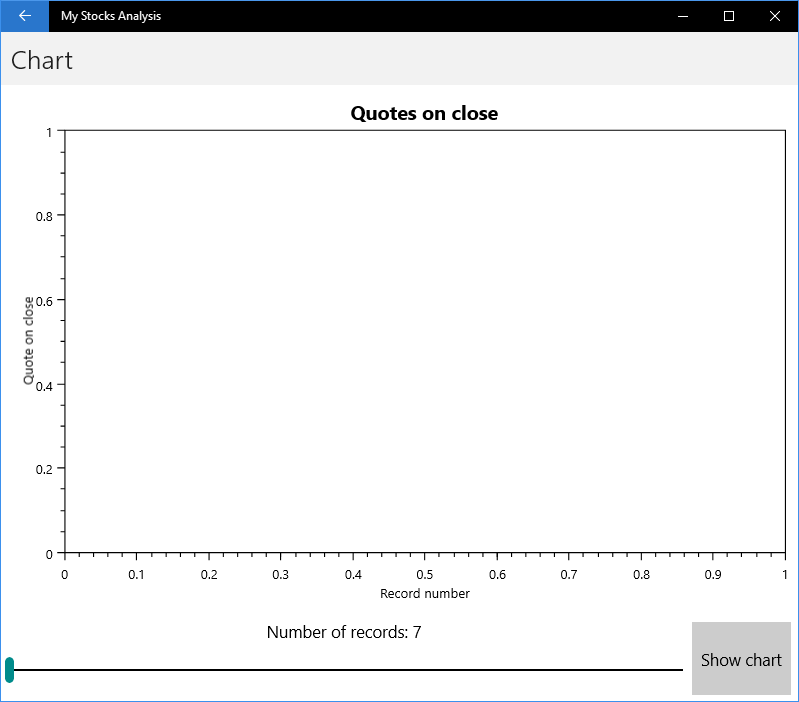 My Stocks Analysis
Chart
Quotes on close
1
0.8
0.6
0.4
0.2
0
Quote on close
0 0.1 0.2 0.3 0.4 0.5 0.6 0.7 0.8 0.9 1
Record number
Number of records: 7
Show chart